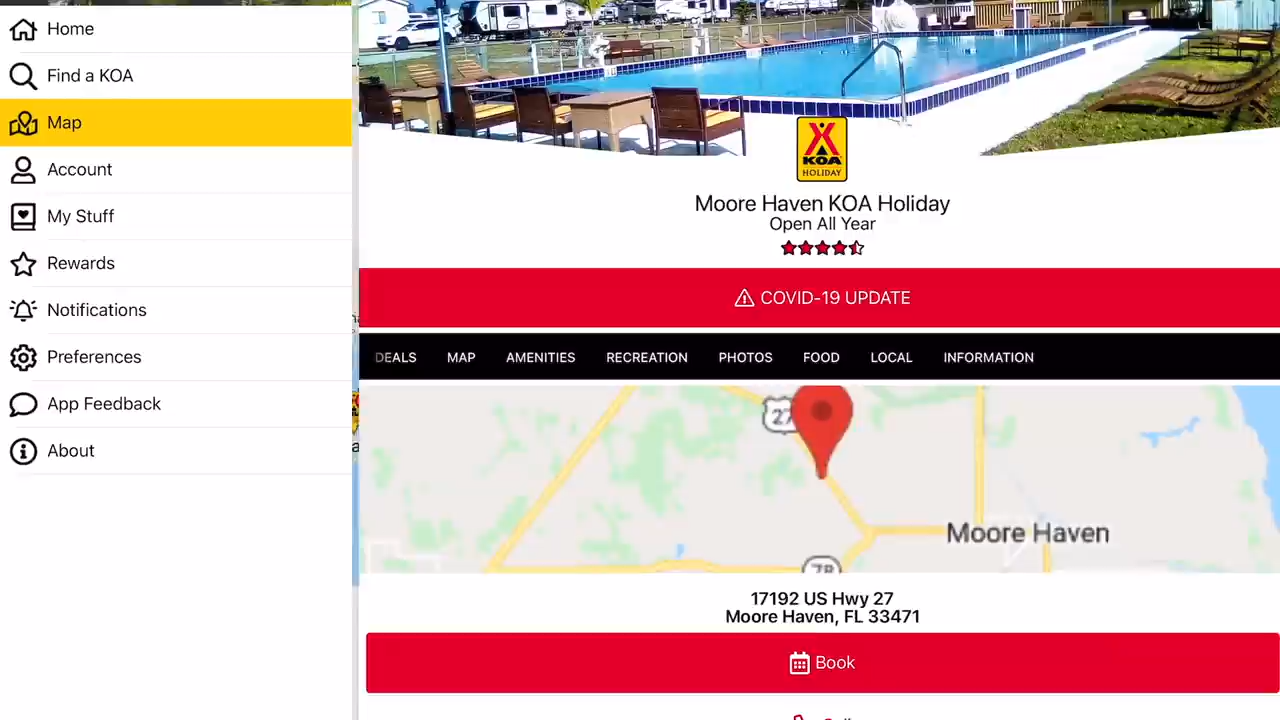 Home
Find a KOA
Map
Account
My Stuff
Rewards
Notifications
Preferences
App Feedback
About
KOA
HOLIDAY
Moore Haven KOA Holiday
Open All Year
COVID-19 UPDATE
DEALS MAP AMENITIES RECREATION PHOTOS FOOD LOCAL INFORMATION
27
Moore Haven
78
17192 US Hwy 27
Moore Haven, FL 33471
Book